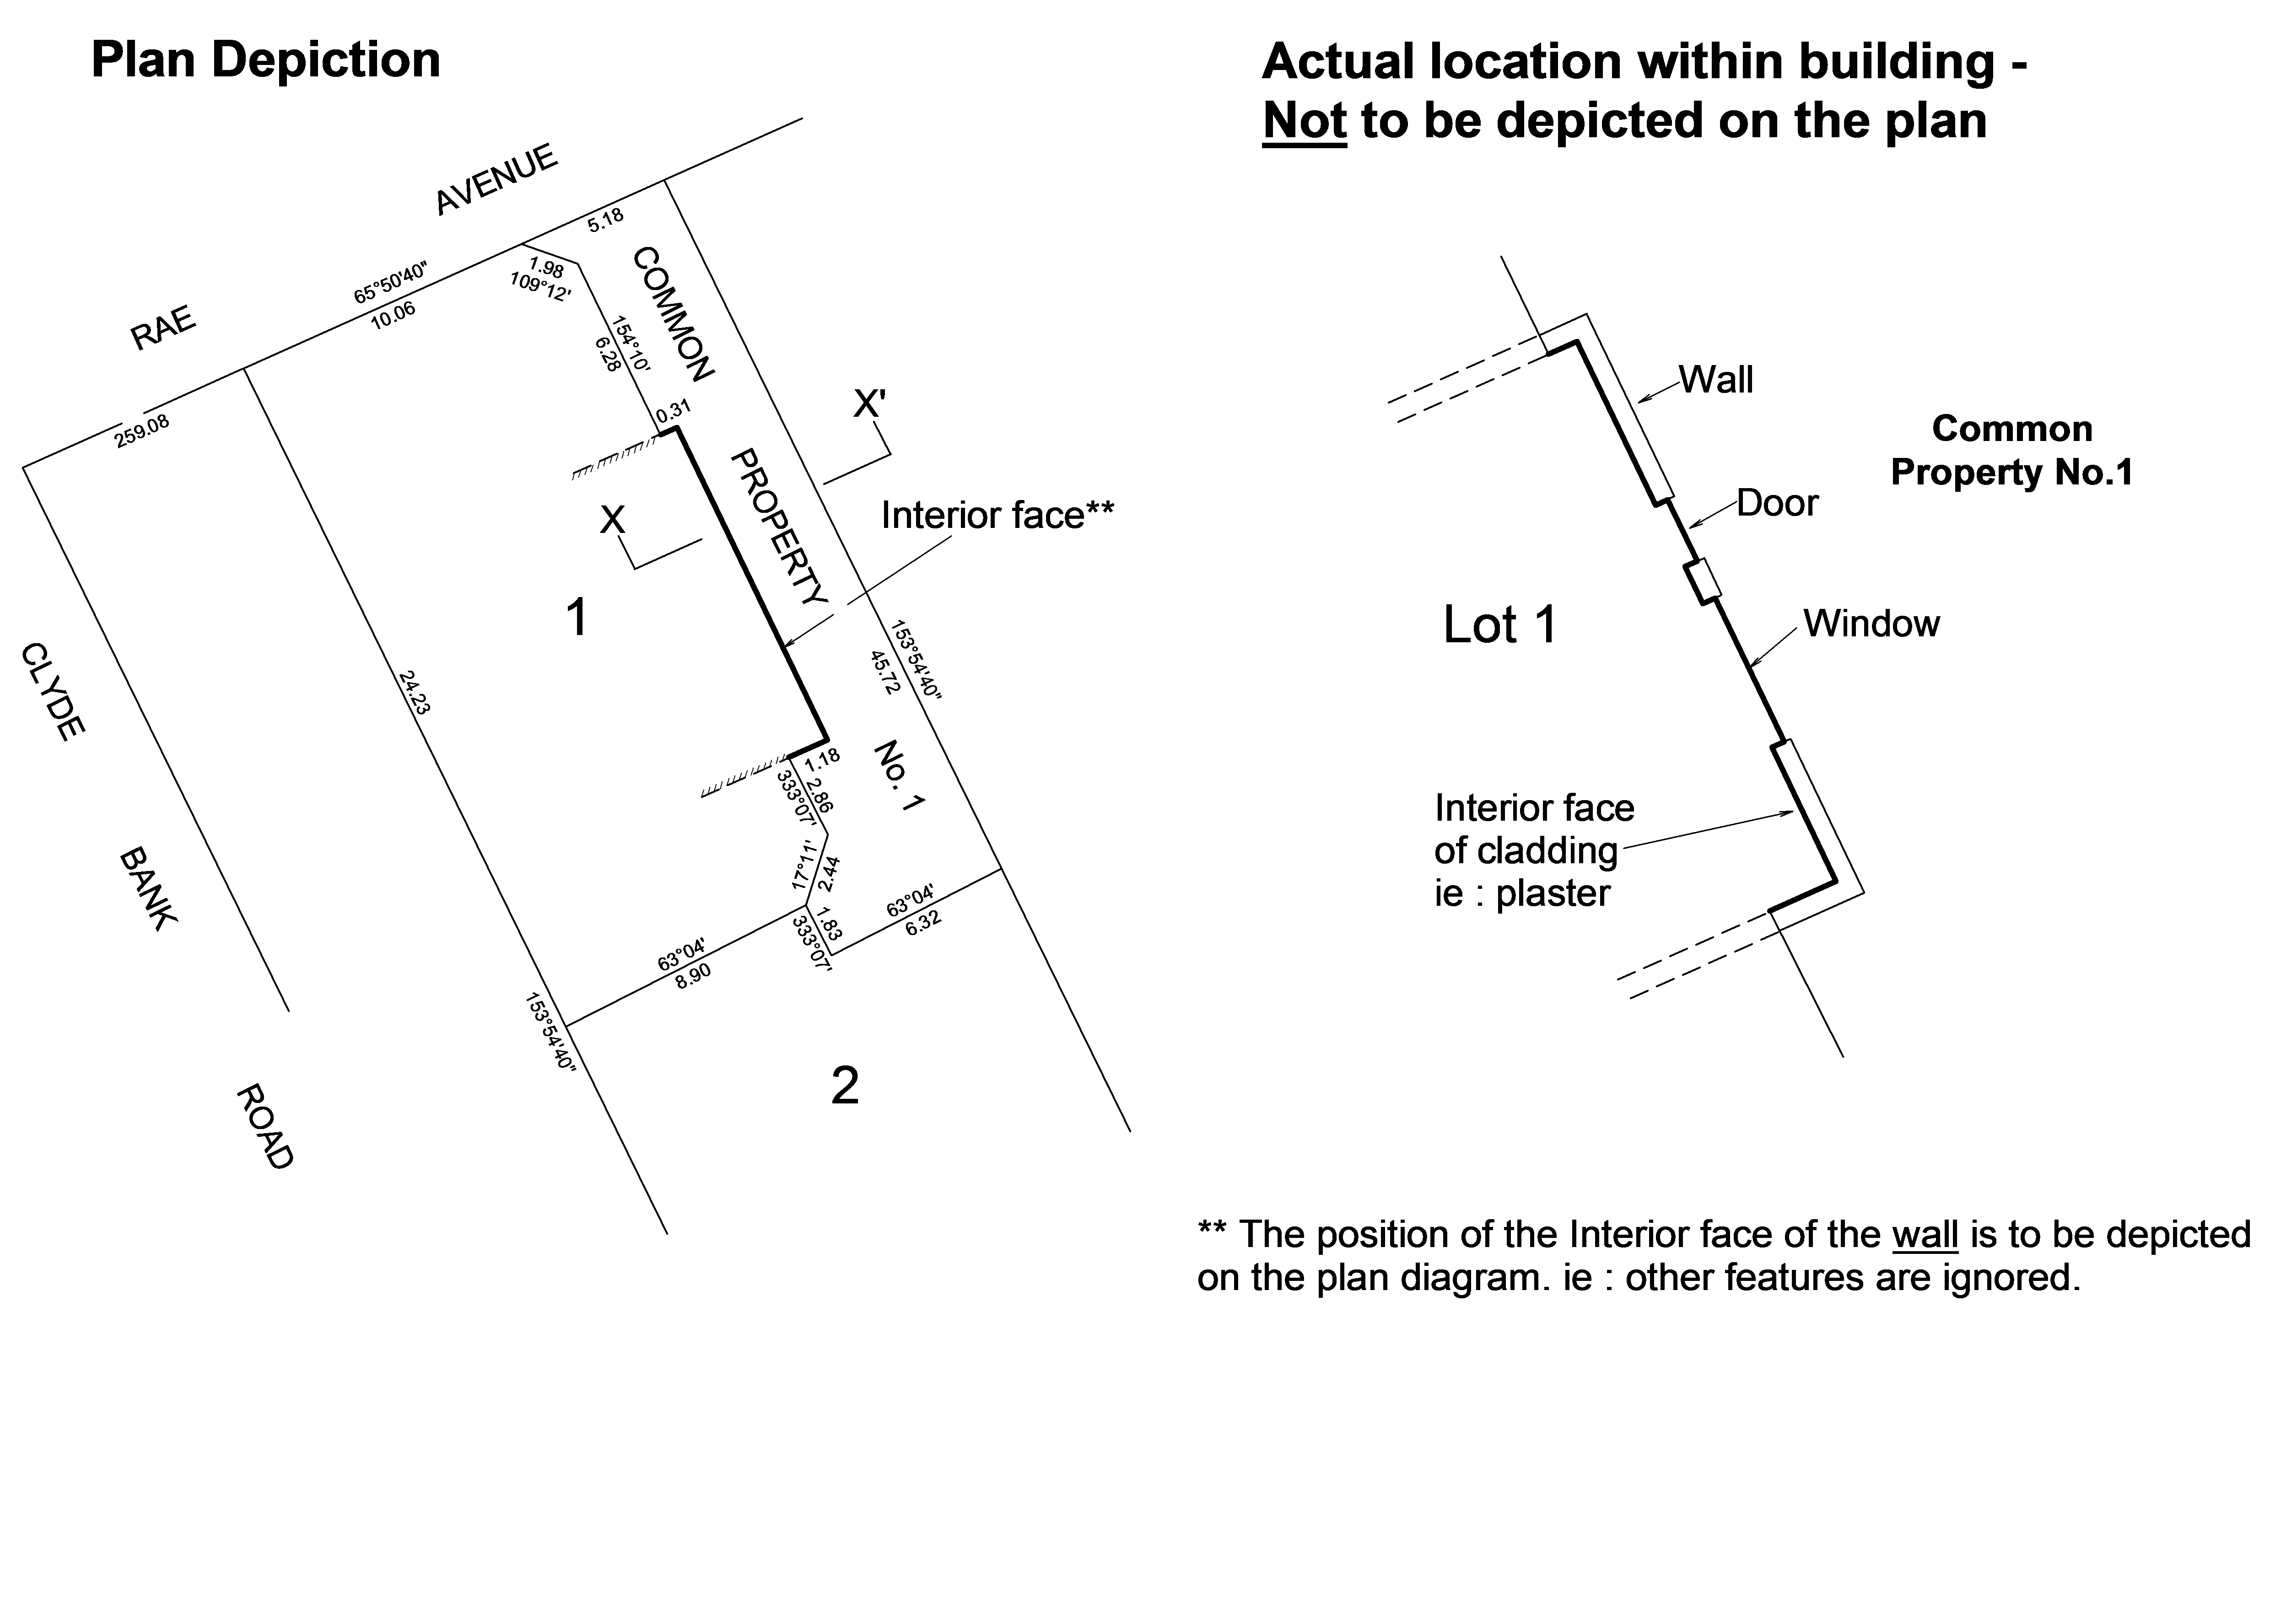 Plan Depiction
Actual location within building -
Not to be depicted on the plan
RAE AVENUE
5.18
65°50'40"
10.06
1.98
109°12'
259.08
COMMON
154°10'
6.28
0.31
X'
PROPERTY
X
Interior face**
1
153°54'40"
45.72
24.23
CLYDE
No. 1
1.18
2.86
333°07'
17°11'
2.44
BANK
63°04'
6.32
1.83
333°07'
63°04'
8.90
153°54'40"
2
ROAD
Wall
Common
Property No.1
Door
Lot 1
Window
Interior face
of cladding
ie : plaster
** The position of the Interior face of the wall is to be depicted
on the plan diagram. ie : other features are ignored.